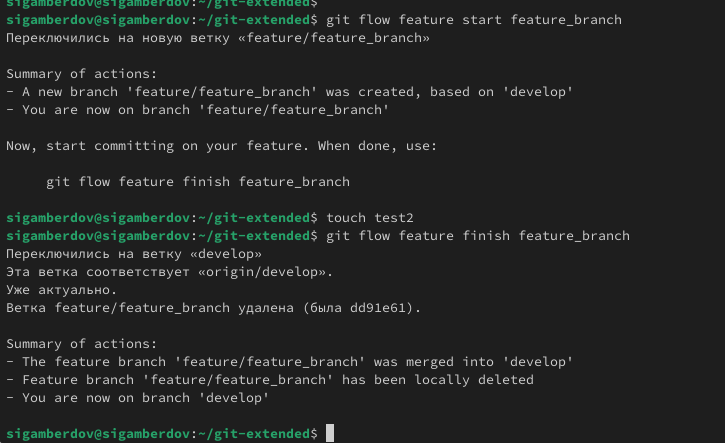 sigamberdov@sigamberdov:~/git-extended$
sigamberdov@sigamberdov:~/git-extended$ git flow feature start feature_branch
Переключились на новую ветку «feature/feature_branch»
Summary of actions:
- A new branch 'feature/feature_branch' was created, based on 'develop'
- You are now on branch 'feature/feature_branch'
Now, start committing on your feature. When done, use:
git flow feature finish feature_branch
sigamberdov@sigamberdov:~/git-extended$ touch test2
sigamberdov@sigamberdov:~/git-extended$ git flow feature finish feature_branch
Переключились на ветку «develop»
Эта ветка соответствует «origin/develop».
Уже актуально.
Ветка feature/feature_branch удалена (была dd91e61).
Summary of actions:
- The feature branch 'feature/feature_branch' was merged into 'develop'
- Feature branch 'feature/feature_branch' has been locally deleted
- You are now on branch 'develop'
sigamberdov@sigamberdov:~/git-extended$